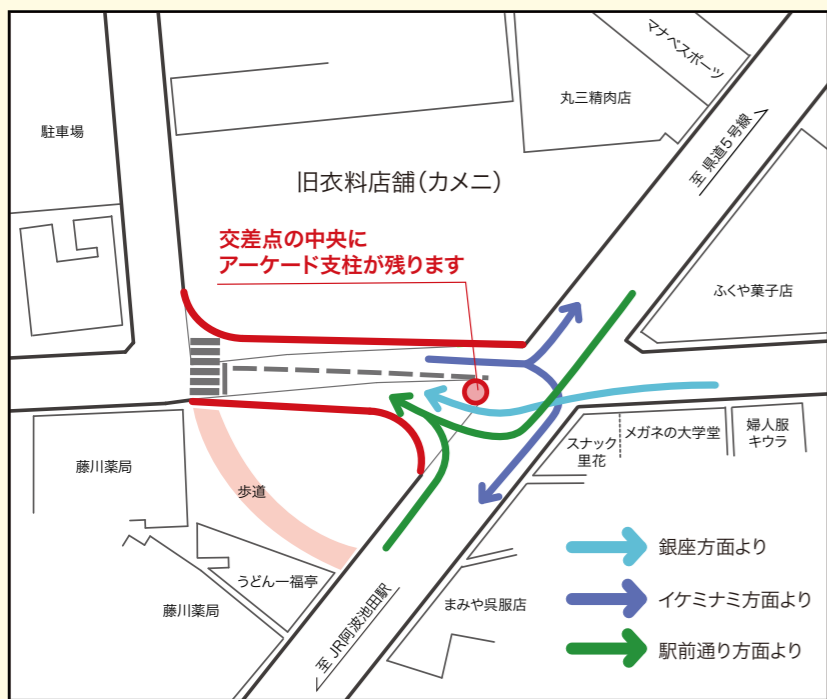 マナベスポーツ
丸三精肉店
駐車場
至 県道5号線
旧衣料店舗(カメニ)
交差点の中央に
アーケード支柱が残ります
ふくや菓子店
スナック
里花
メガネの大学堂
婦人服
キウラ
藤川薬局
歩道
うどん一福亭
藤川薬局
まみや呉服店
至 JR阿波池田駅
銀座方面より
イケミナミ方面より
駅前通り方面より